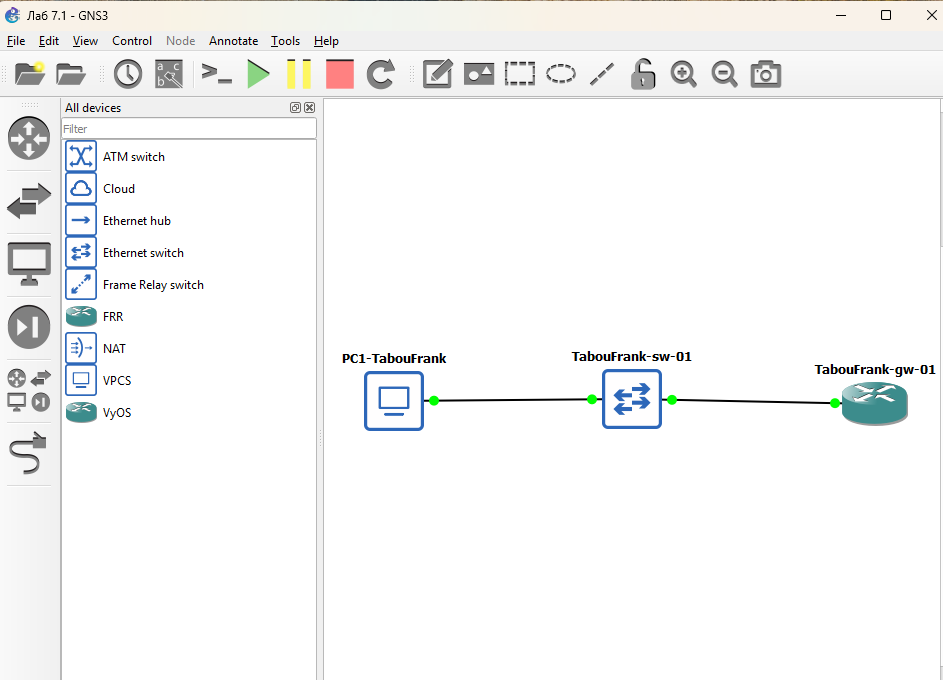 Лаб 7.1 - GNS3
File Edit View Control Node Annotate Tools Help
All devices
Filter
ATM switch
Cloud
Ethernet hub
Ethernet switch
Frame Relay switch
FRR
NAT
VPCS
VyOS
PC1-TabouFrank
TabouFrank-sw-01
TabouFrank-gw-01